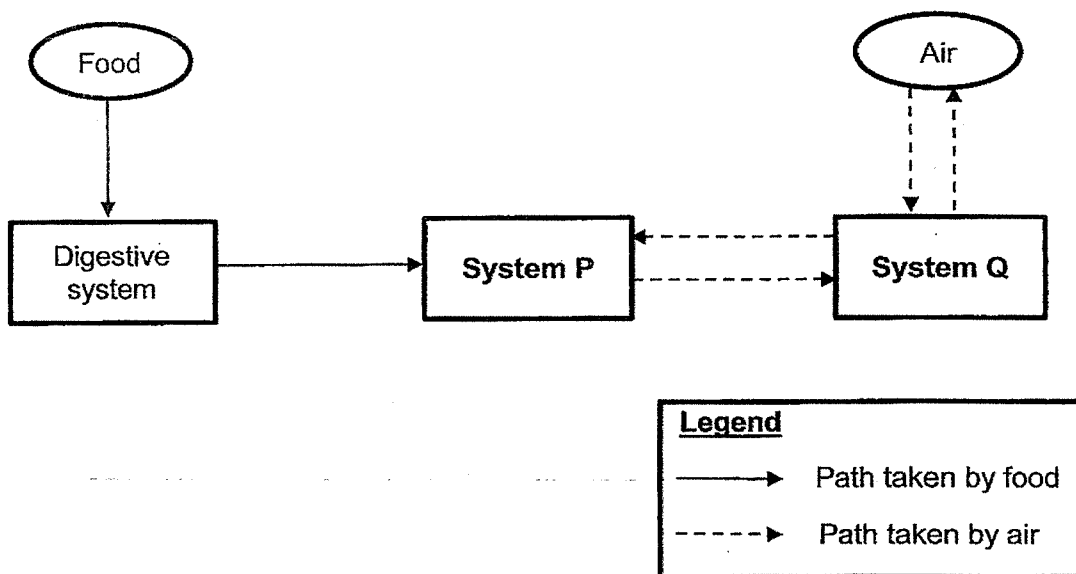 Food
Air
Digestive
system
System P
System Q
Legend
Path taken by food
Path taken by air